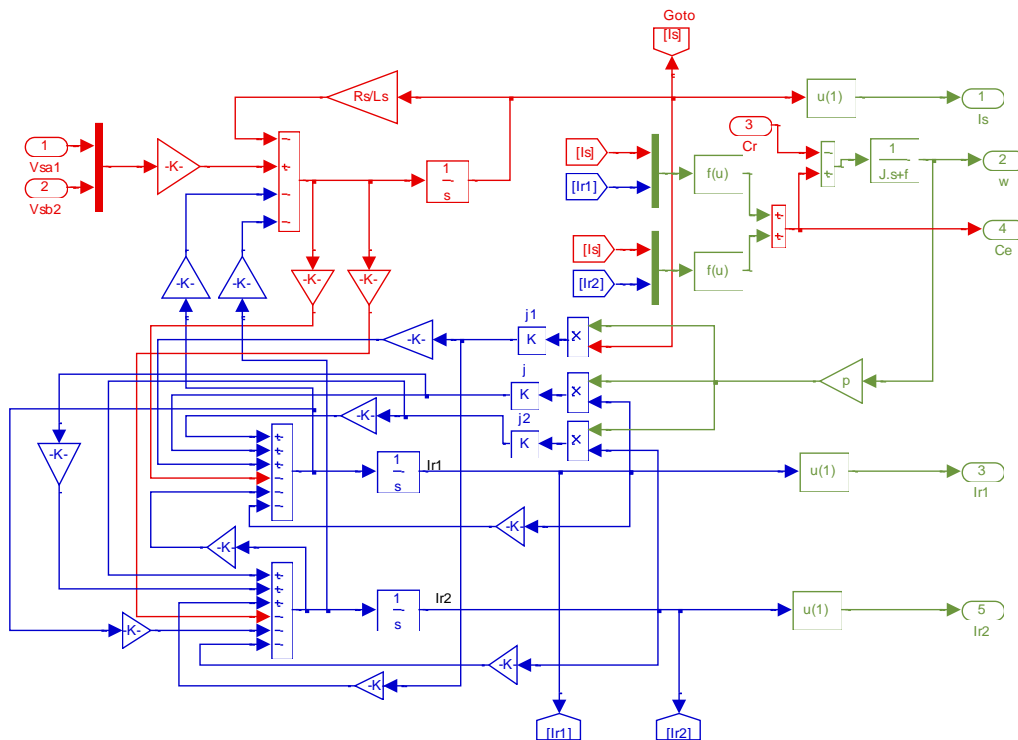 Goto
[Is]
Rs/Ls
u(1)
1
Is
1
Vsa1
2
Vsb2
-K-
3
Cr
[Is]
[Ir1]
f(u)
1
J.s+f
2
w
1
s
4
Ce
[Is]
[Ir2]
f(u)
-K-
-K-
-K-
-K-
j1
K
-K-
j
K
p
j2
K
-K-
-K-
1
s
Ir1
u(1)
3
Ir1
-K-
-K-
1
s
Ir2
u(1)
5
Ir2
-K-
-K-
-K
[Ir1]
[Ir2]